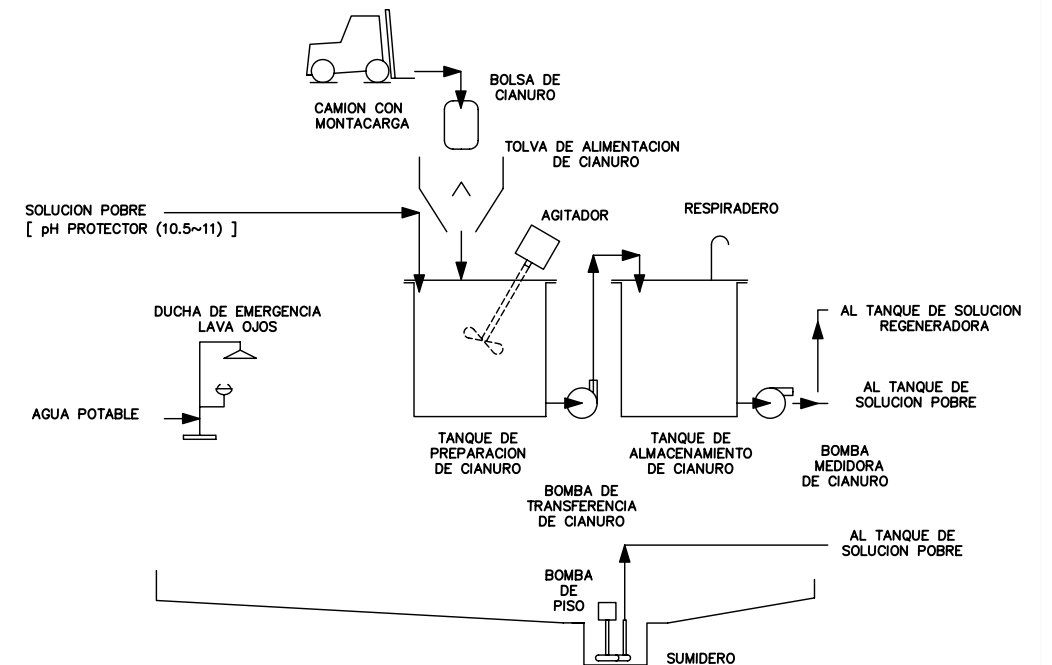 BOLSA DE
CIANURO
CAMION CON
MONTACARGA
TOLVA DE ALIMENTACION
DE CIANURO
SOLUCION POBRE
[ pH PROTECTOR (10.5~11) ]
AGITADOR
RESPIRADERO
DUCHA DE EMERGENCIA
LAVA OJOS
AL TANQUE DE SOLUCION
REGENERADORA
AGUA POTABLE
AL TANQUE DE
SOLUCION POBRE
TANQUE DE
PREPARACION
DE CIANURO
TANQUE DE
ALMACENAMIENTO
DE CIANURO
BOMBA
MEDIDORA
DE CIANURO
BOMBA DE
TRANSFERENCIA
DE CIANURO
AL TANQUE DE
SOLUCION POBRE
BOMBA
DE
PISO
SUMIDERO